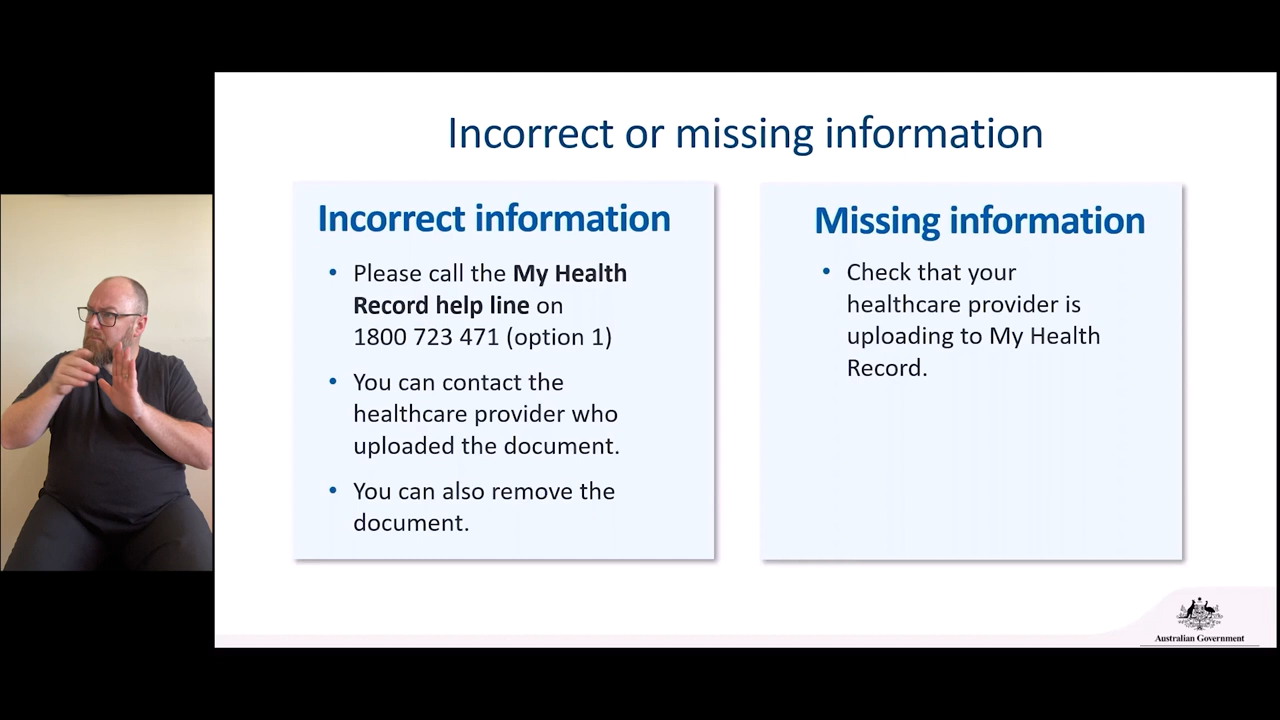 Incorrect or missing information
Incorrect information
• Please call the My Health
Record help line on
1800 723 471 (option 1)
• You can contact the
healthcare provider who
uploaded the document.
• You can also remove the
document.
Missing information
• Check that your
healthcare provider is
uploading to My Health
Record.
Australian Government